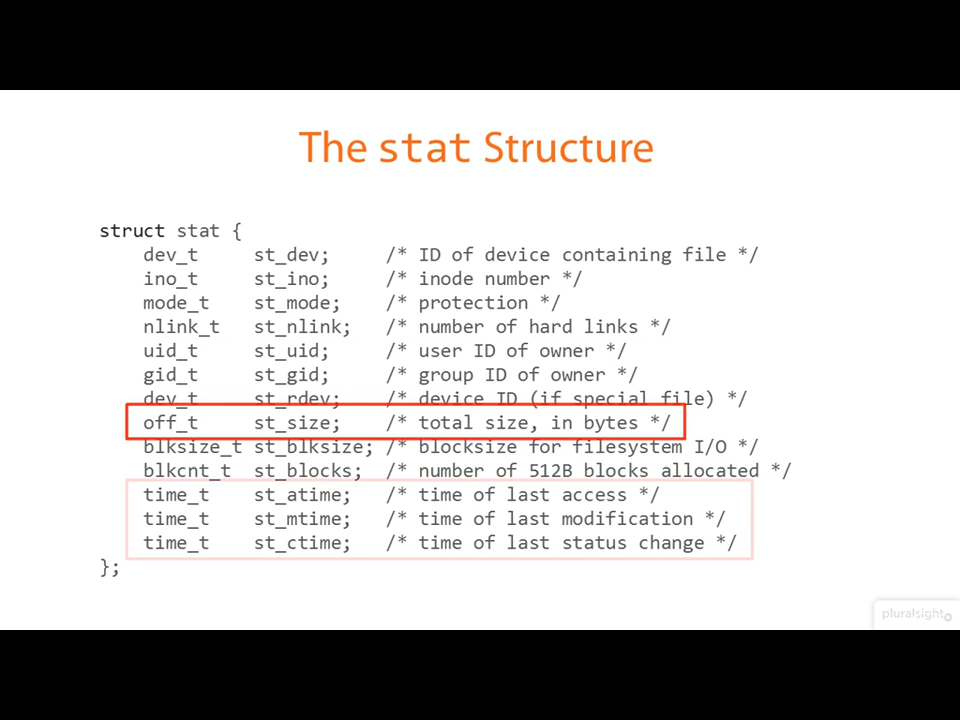 The stat Structure
struct stat {
    dev_t     st_dev;     /* ID of device containing file */
    ino_t     st_ino;     /* inode number */
    mode_t    st_mode;    /* protection */
    nlink_t   st_nlink;   /* number of hard links */
    uid_t     st_uid;     /* user ID of owner */
    gid_t     st_gid;     /* group ID of owner */
    dev_t     st_rdev;    /* device ID (if special file) */
    off_t     st_size;    /* total size, in bytes */
    blksize_t st_blksize; /* blocksize for filesystem I/O */
    blkcnt_t  st_blocks;  /* number of 512B blocks allocated */
    time_t    st_atime;   /* time of last access */
    time_t    st_mtime;   /* time of last modification */
    time_t    st_ctime;   /* time of last status change */
};
pluralsight